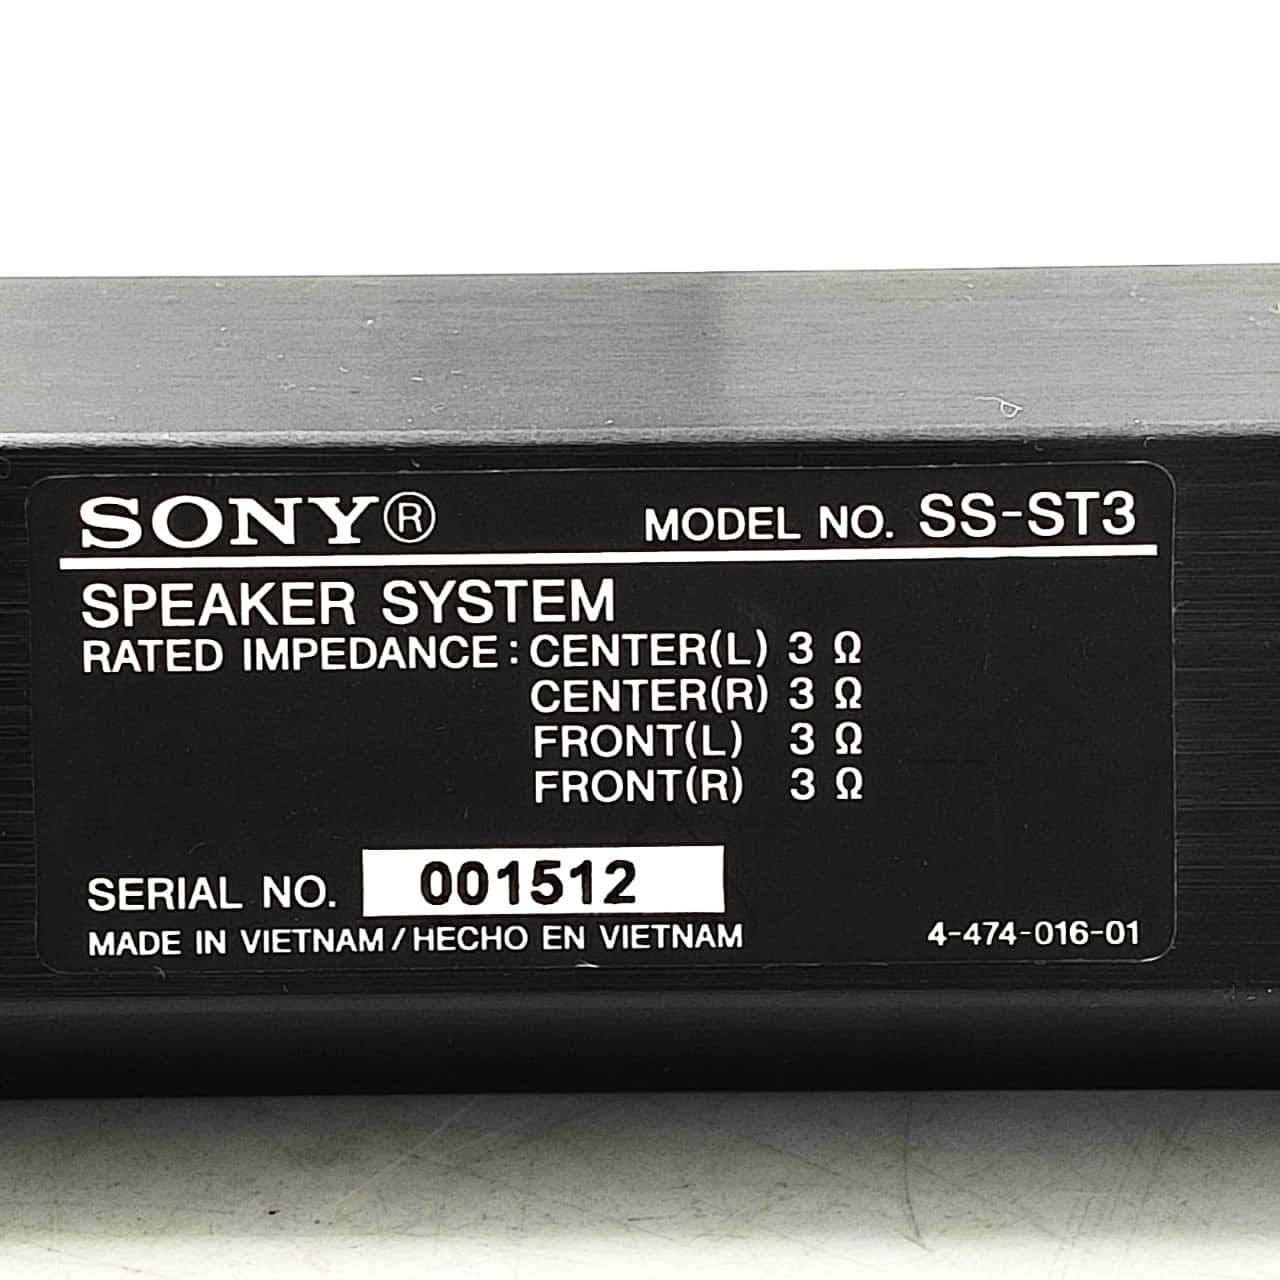 SONY® MODEL NO. SS-ST3
SPEAKER SYSTEM
RATED IMPEDANCE : CENTER(L) 3 Ω
CENTER(R) 3 Ω
FRONT(L) 3 Ω
FRONT(R) 3 Ω
SERIAL NO. 001512
MADE IN VIETNAM / HECHO EN VIETNAM 4-474-016-01